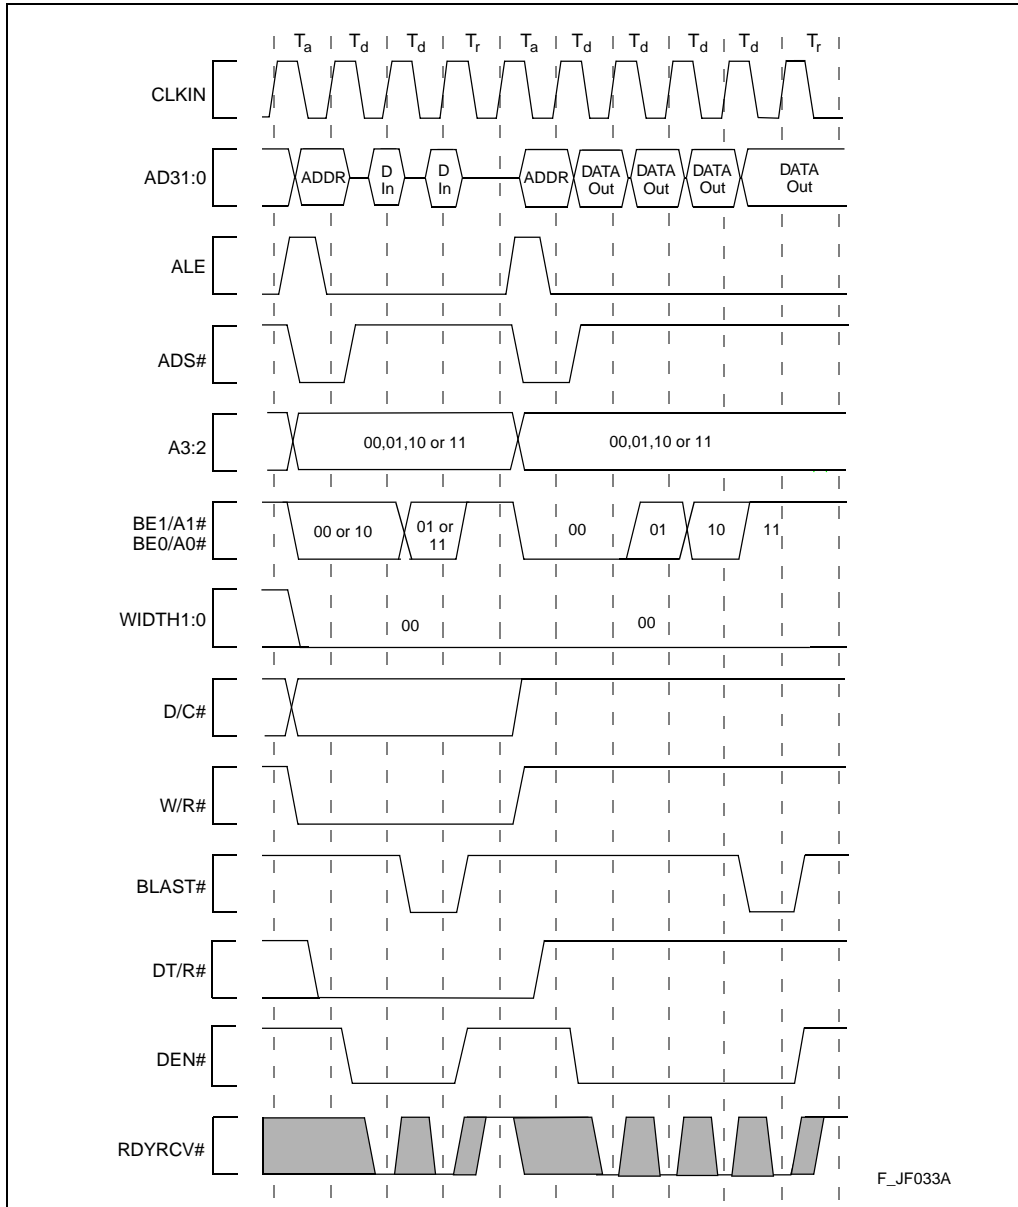 Ta Td Td Tr Ta Td Td Td Td Tr
CLKIN
AD31:0
ADDR
D
In
D
In
ADDR
DATA
Out
DATA
Out
DATA
Out
DATA
Out
ALE
ADS#
A3:2
00,01,10 or 11
00,01,10 or 11
BE1/A1#
BE0/A0#
00 or 10
01 or
11
00
01
10
11
WIDTH1:0
00
00
D/C#
W/R#
BLAST#
DT/R#
DEN#
RDYRCV#
F_JF033A